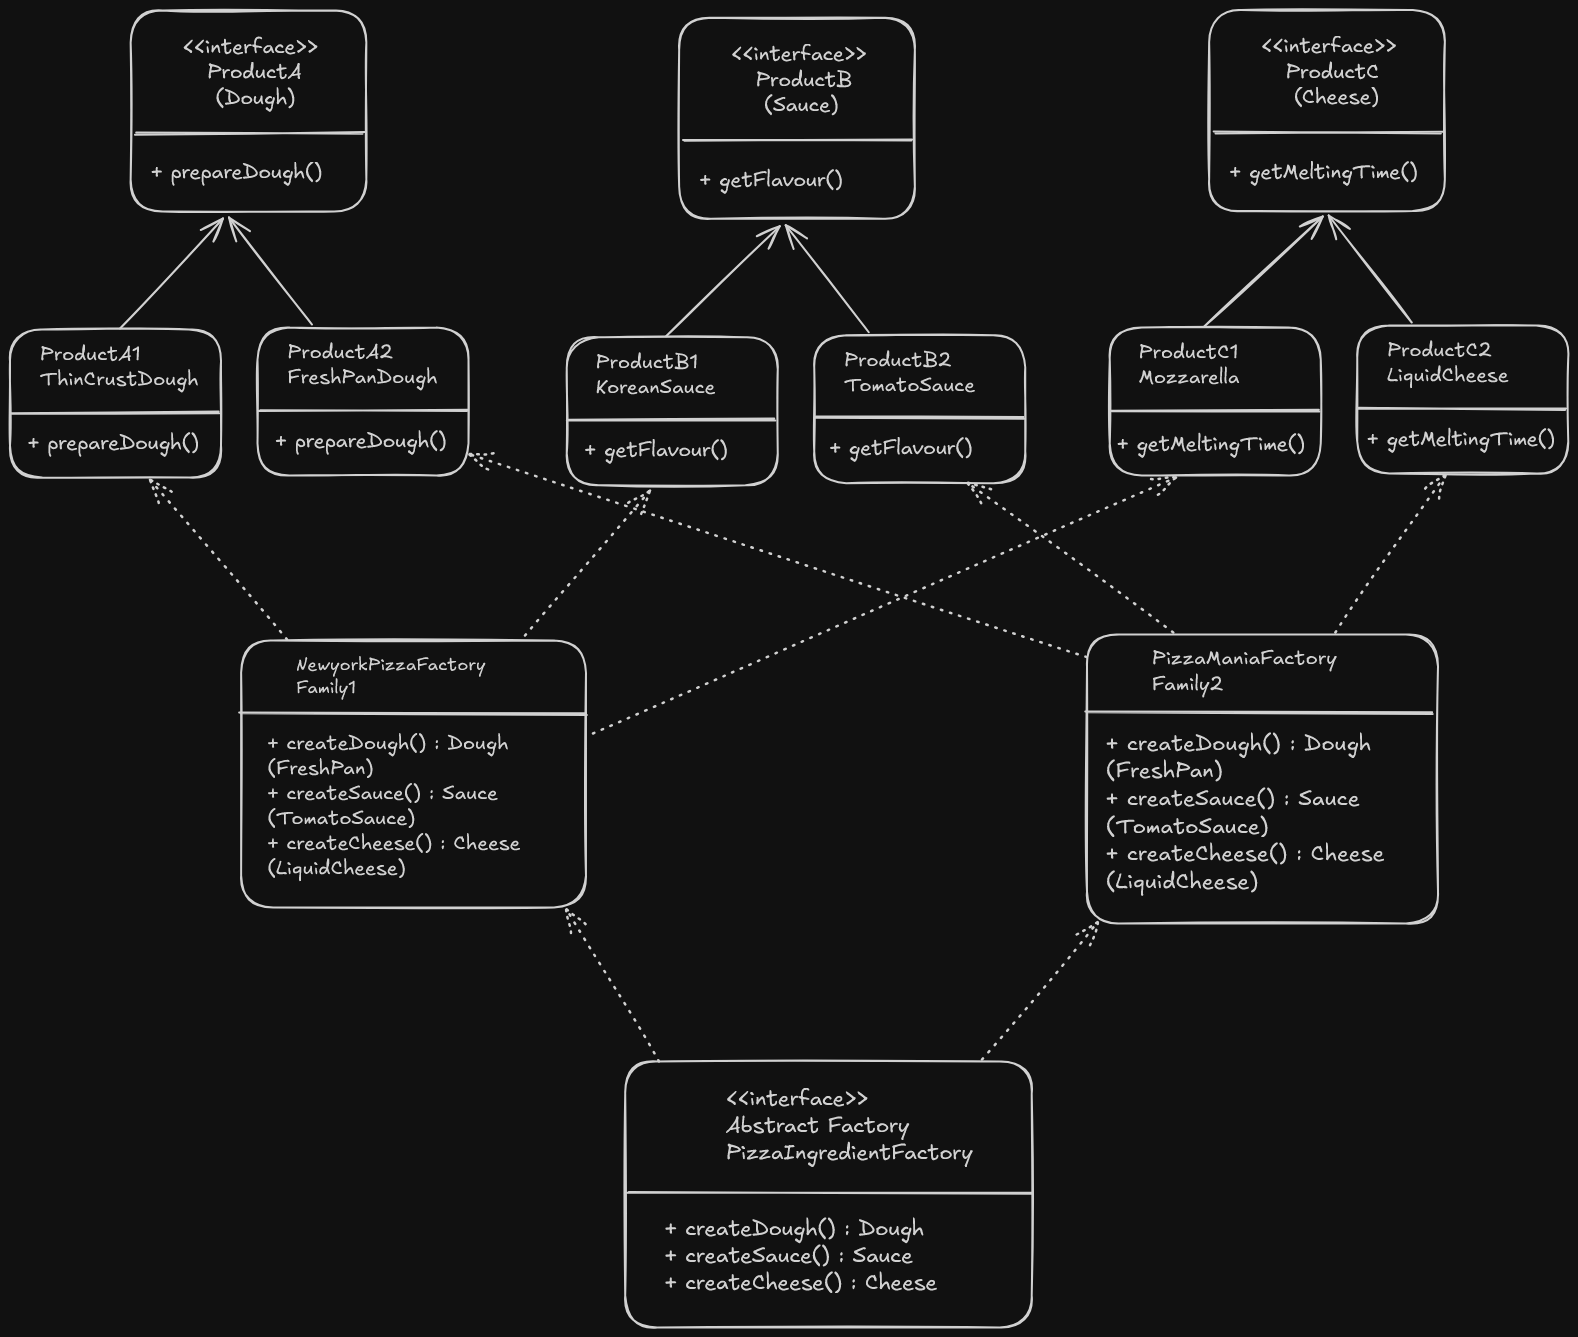 <<interface>>
ProductA
(Dough)
+ prepareDough()
<<interface>>
ProductB
(Sauce)
+ getFlavour()
<<interface>>
ProductC
(Cheese)
+ getMeltingTime()
ProductA1
ThinCrustDough
+ prepareDough()
ProductA2
FreshPanDough
+ prepareDough()
ProductB1
KoreanSauce
+ getFlavour()
ProductB2
TomatoSauce
+ getFlavour()
ProductC1
Mozzarella
+ getMeltingTime()
ProductC2
LiquidCheese
+ getMeltingTime()
NewyorkPizzaFactory
Family1
+ createDough() : Dough
(FreshPan)
+ createSauce() : Sauce
(TomatoSauce)
+ createCheese() : Cheese
(LiquidCheese)
PizzaManiaFactory
Family2
+ createDough() : Dough
(FreshPan)
+ createSauce() : Sauce
(TomatoSauce)
+ createCheese() : Cheese
(LiquidCheese)
<<interface>>
Abstract Factory
PizzaIngredientFactory
+ createDough() : Dough
+ createSauce() : Sauce
+ createCheese() : Cheese